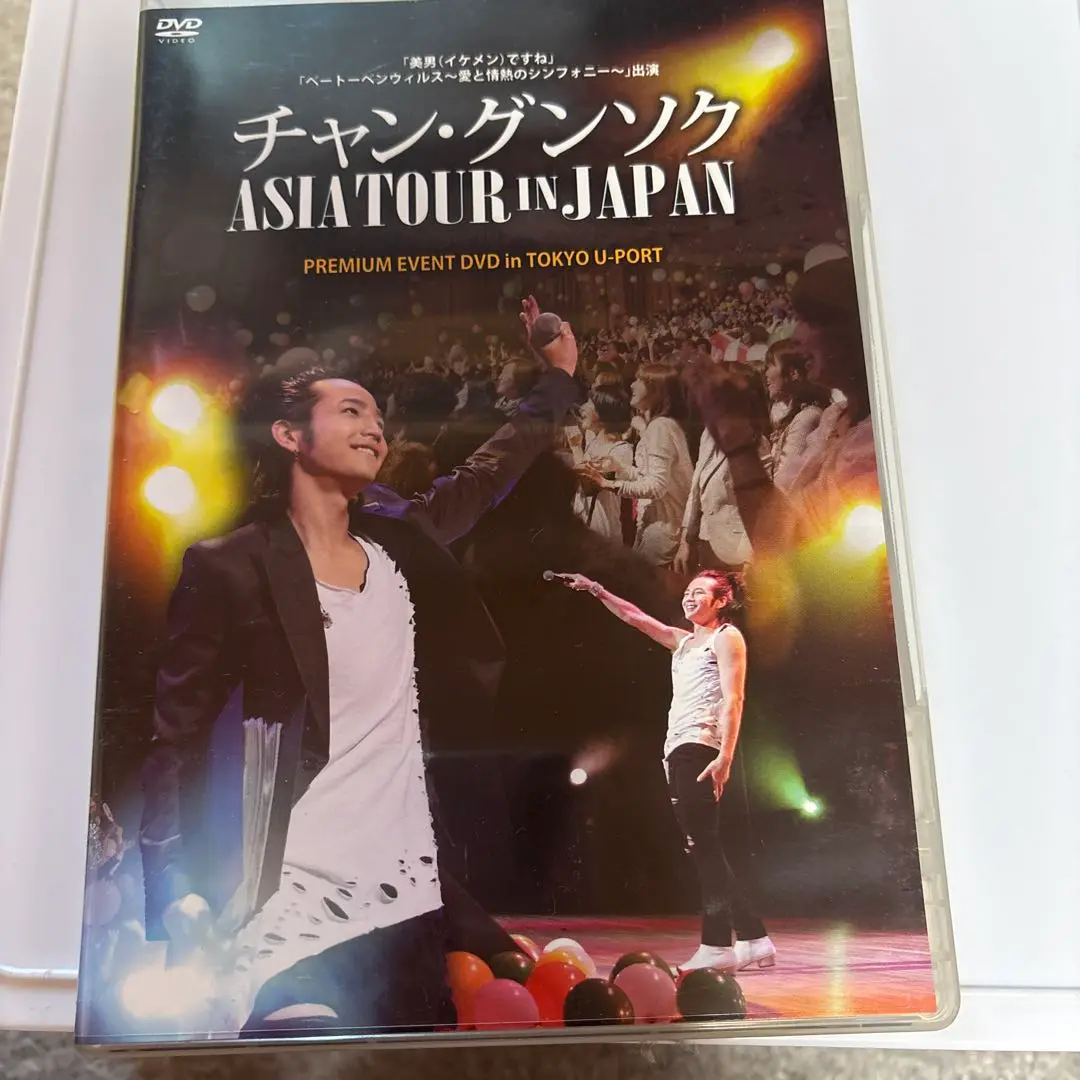 DVD
VIDEO
「美男(イケメン)ですね」
「ベートーベンウィルス～愛と情熱のシンフォニー～」出演
チャン・グンソク
ASIA TOUR IN JAPAN
PREMIUM EVENT DVD in TOKYO U-PORT